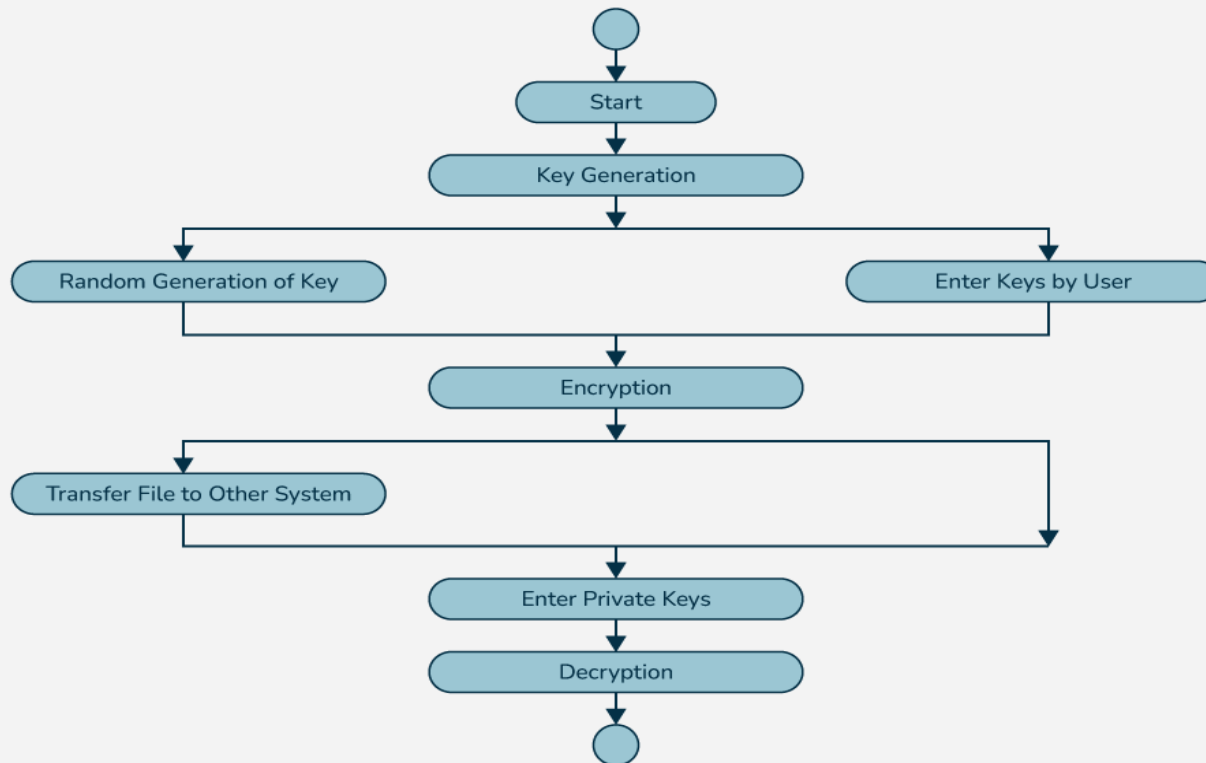 Start
Key Generation
Random Generation of Key
Enter Keys by User
Encryption
Transfer File to Other System
Enter Private Keys
Decryption